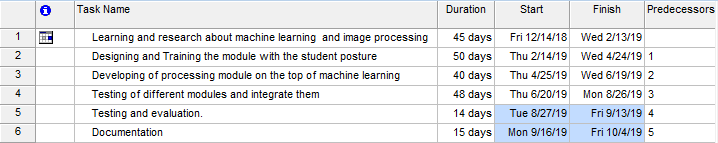 Task Name Duration Start Finish Predecessors
1 Learning and research about machine learning and image processing 45 days Fri 12/14/18 Wed 2/13/19
2 Designing and Training the module with the student posture 50 days Thu 2/14/19 Wed 4/24/19 1
3 Developing of processing module on the top of machine learning 40 days Thu 4/25/19 Wed 6/19/19 2
4 Testing of different modules and integrate them 48 days Thu 6/20/19 Mon 8/26/19 3
5 Testing and evaluation. 14 days Tue 8/27/19 Fri 9/13/19 4
6 Documentation 15 days Mon 9/16/19 Fri 10/4/19 5